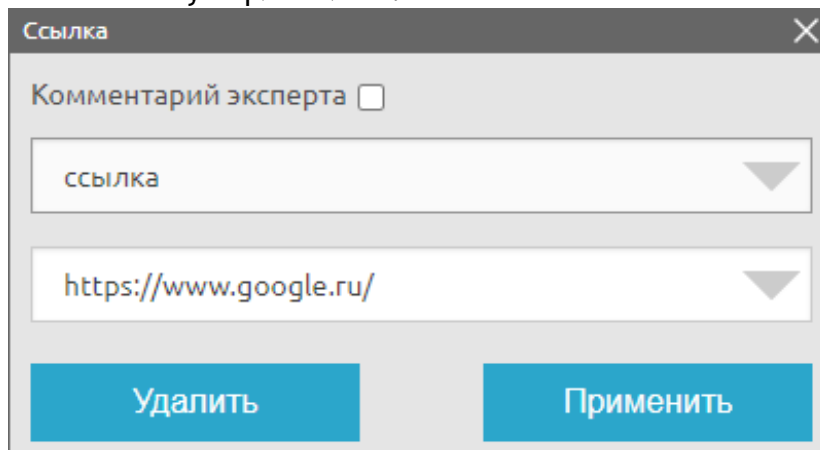 Ссылка
Комментарий эксперта
ссылка
https://www.google.ru/
Удалить Применить